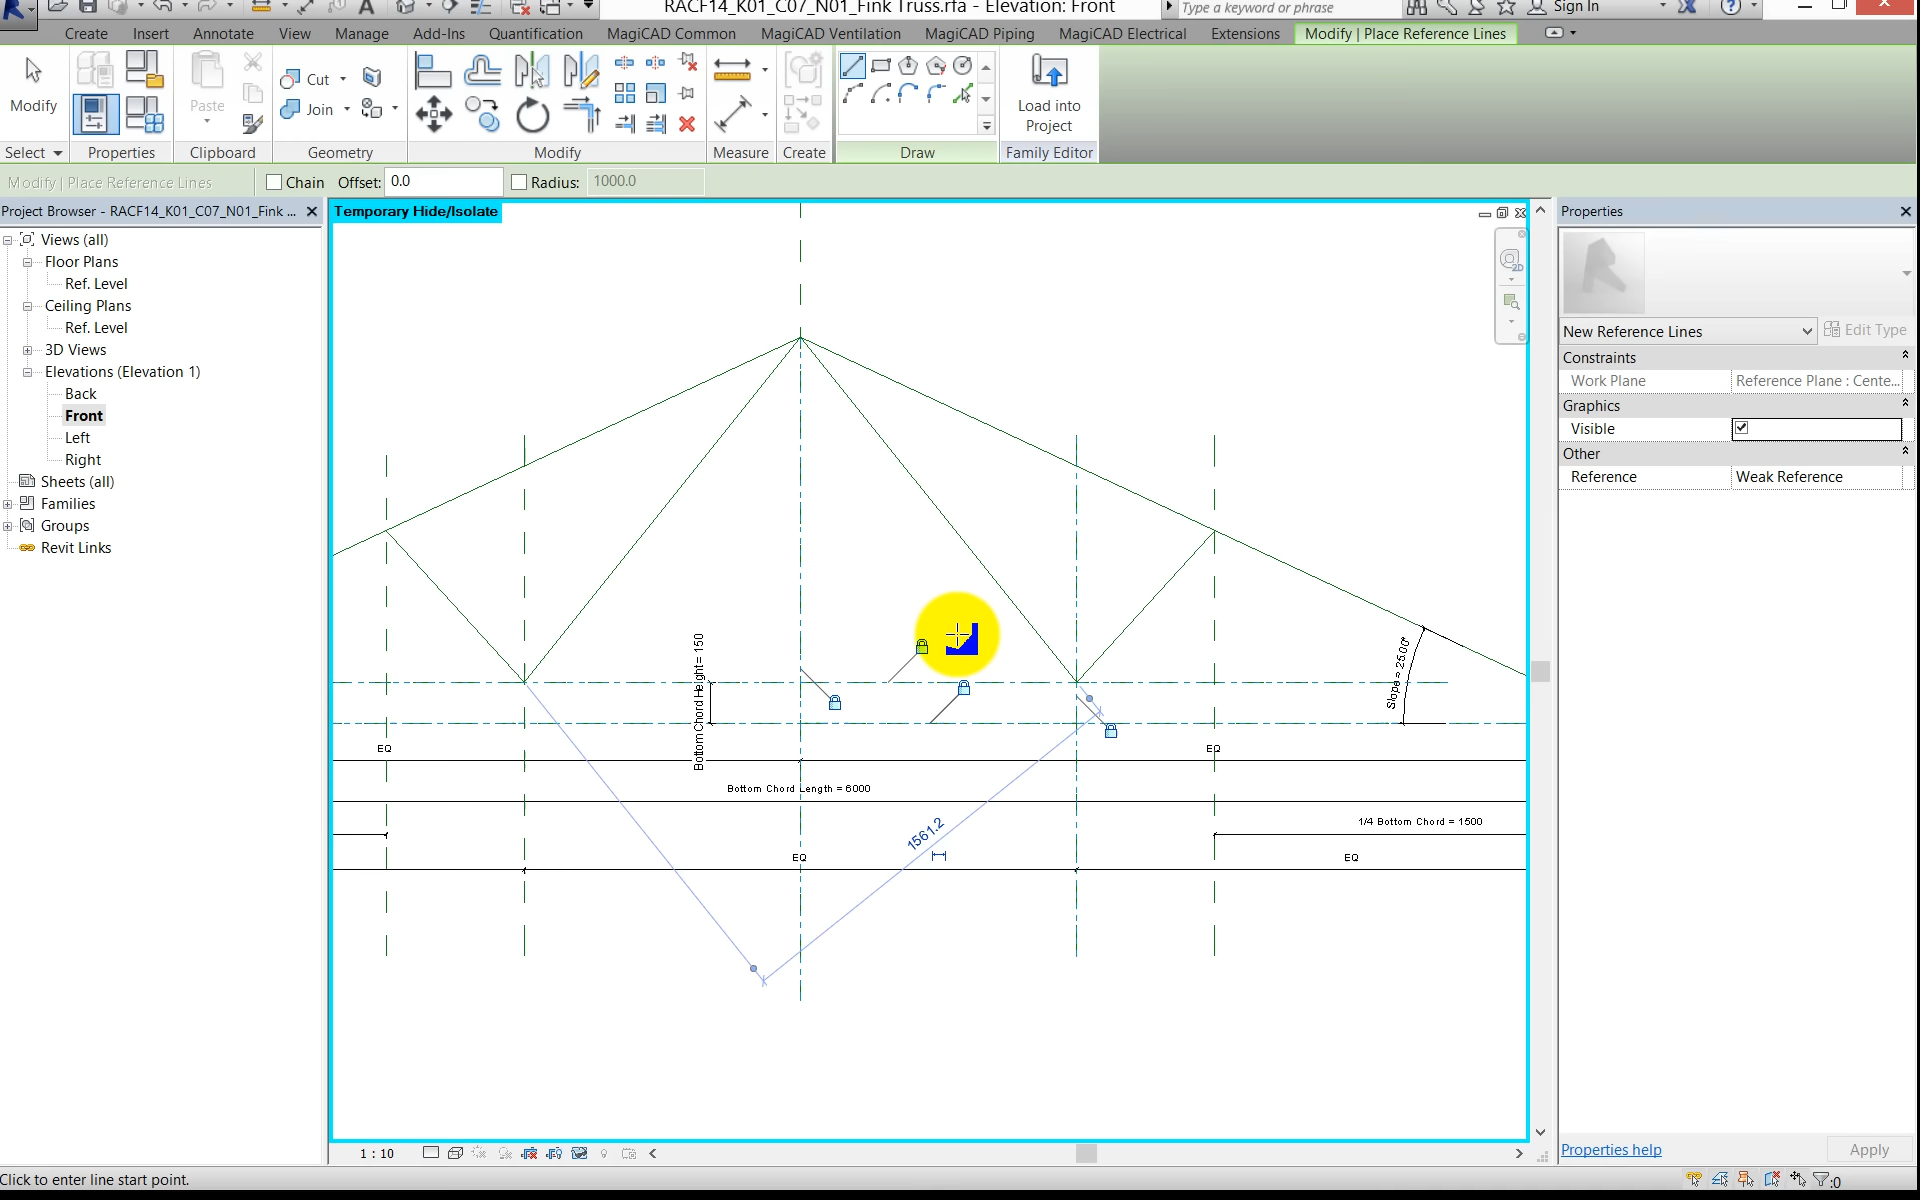 RACF14_K01_C07_N01_Fink Truss.rfa - Elevation: Front
Type a keyword or phrase
Sign In
Create Insert Annotate View Manage Add-Ins Quantification MagiCAD Common MagiCAD Ventilation MagiCAD Piping MagiCAD Electrical Extensions Modify | Place Reference Lines
Modify
Paste
Cut
Join
Load into
Project
Select Properties Clipboard Geometry Modify Measure Create Draw Family Editor
Modify | Place Reference Lines Chain Offset: 0.0 Radius: 1000.0
Project Browser - RACF14_K01_C07_N01_Fink ...
Views (all)
Floor Plans
Ref. Level
Ceiling Plans
Ref. Level
3D Views
Elevations (Elevation 1)
Back
Front
Left
Right
Sheets (all)
Families
Groups
Revit Links
Temporary Hide/Isolate
2D
Bottom Chord Height = 150
Slope = 25.00°
EQ
EQ
Bottom Chord Length = 6000
1561.2
1/4 Bottom Chord = 1500
EQ
EQ
Properties
New Reference Lines
Edit Type
Constraints
Work Plane Reference Plane : Cente...
Graphics
Visible
Other
Reference Weak Reference
Properties help
Apply
1 : 10
Click to enter line start point.
:0